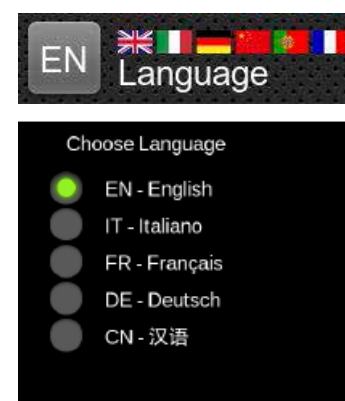 EN
Language
Choose Language
EN - English
IT - Italiano
FR - Français
DE - Deutsch
CN - 汉语